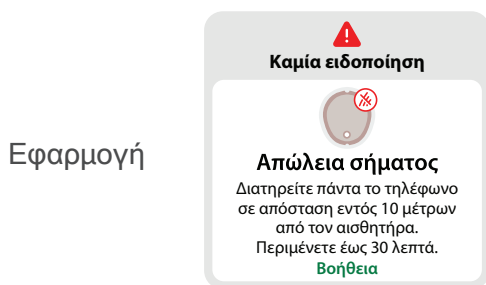 Εφαρμογή
Καμία ειδοποίηση
Απώλεια σήματος
Διατηρείτε πάντα το τηλέφωνο
σε απόσταση εντός 10 μέτρων
από τον αισθητήρα.
Περιμένετε έως 30 λεπτά.
Βοήθεια